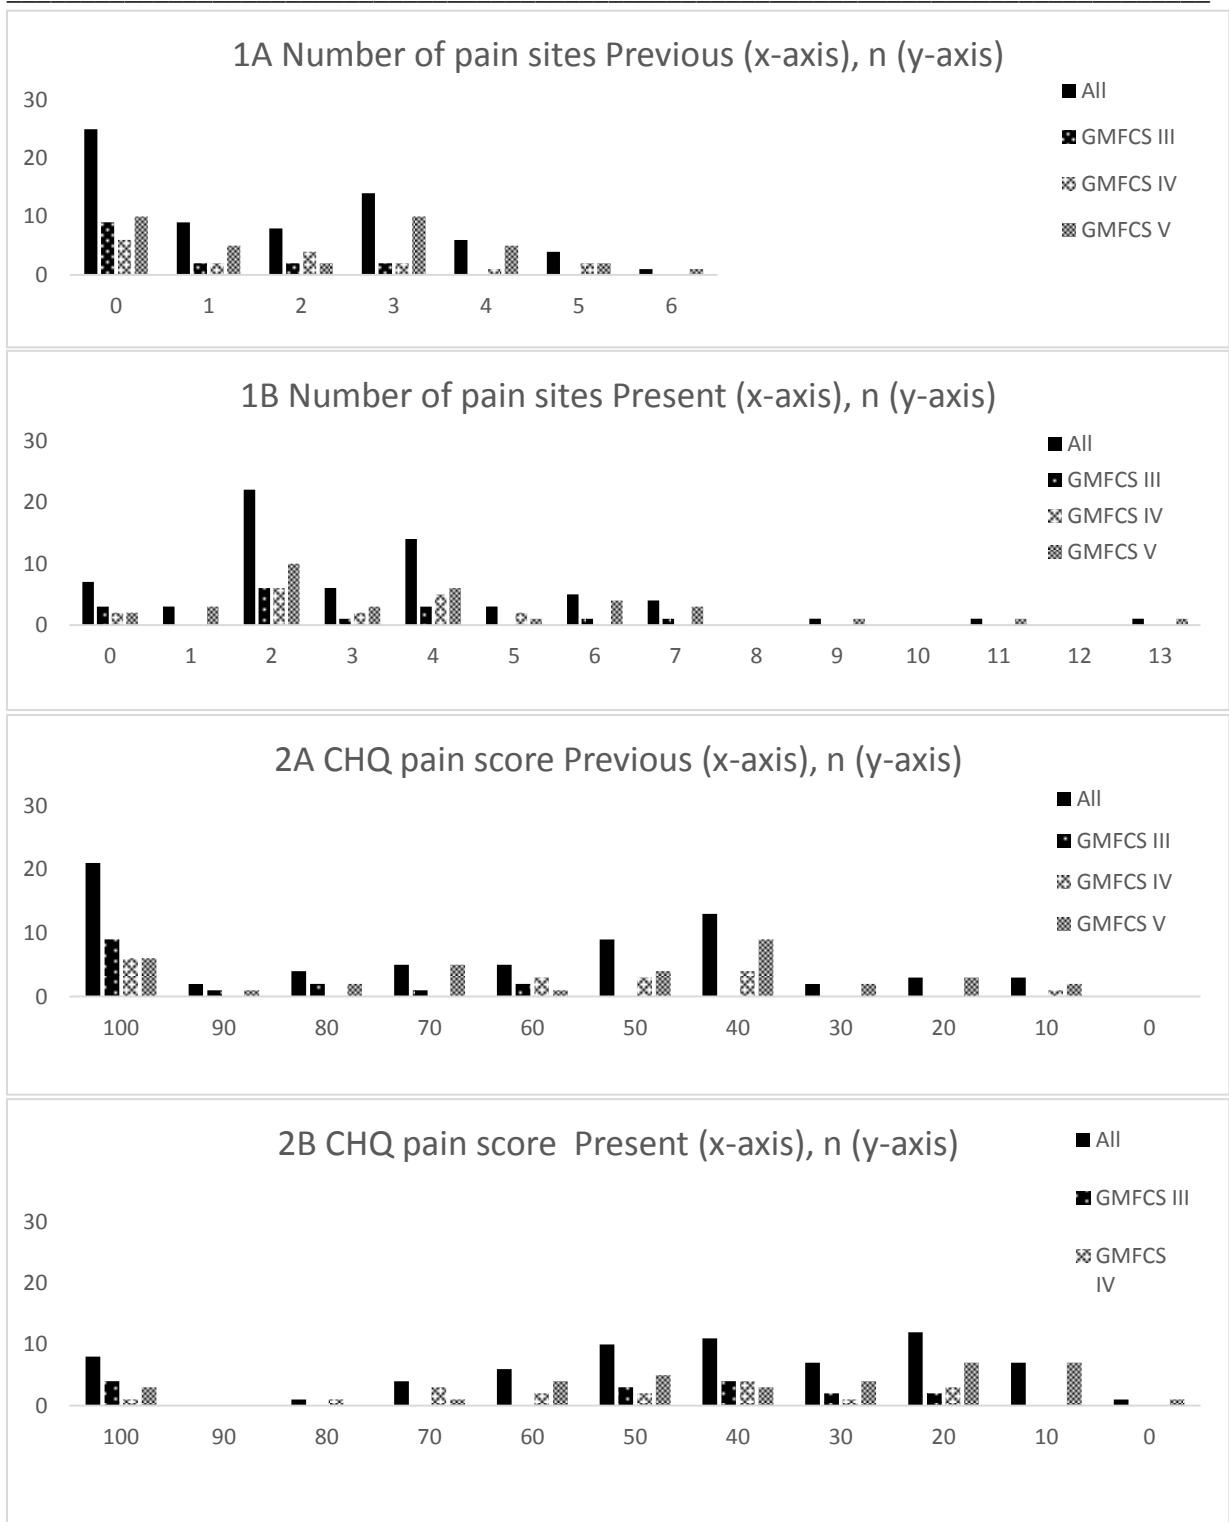 1A Number of pain sites Previous (x-axis), n (y-axis)
All
GMFCS III
GMFCS IV
GMFCS V
30
20
10
0
0 1 2 3 4 5 6
1B Number of pain sites Present (x-axis), n (y-axis)
All
GMFCS III
GMFCS IV
GMFCS V
30
20
10
0
0 1 2 3 4 5 6 7 8 9 10 11 12 13
2A CHQ pain score Previous (x-axis), n (y-axis)
All
GMFCS III
GMFCS IV
GMFCS V
30
20
10
0
100 90 80 70 60 50 40 30 20 10 0
2B CHQ pain score  Present (x-axis), n (y-axis)
All
GMFCS III
GMFCS
IV
30
20
10
0
100 90 80 70 60 50 40 30 20 10 0